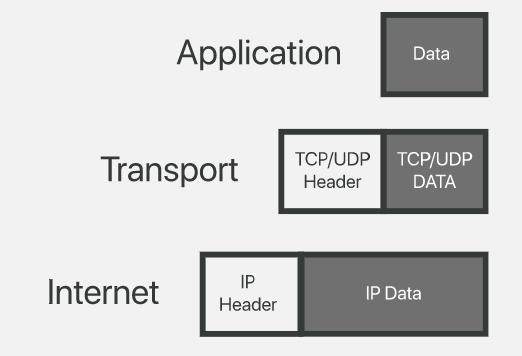 Application
Data
Transport
TCP/UDP
Header
TCP/UDP
DATA
Internet
IP
Header
IP Data